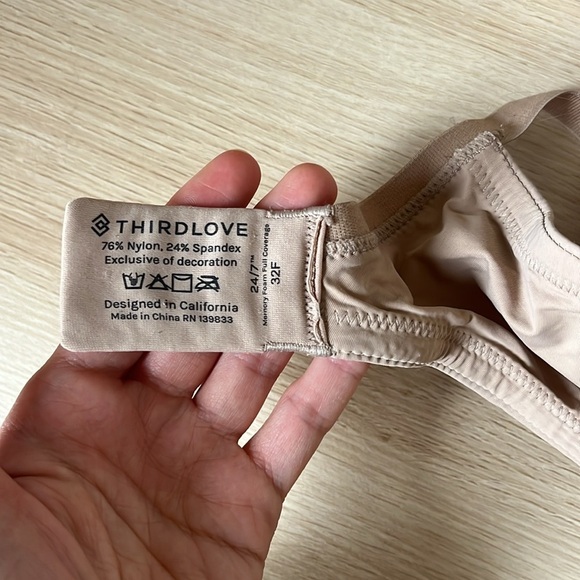 THIRDLOVE
76% Nylon, 24% Spandex
Exclusive of decoration
Designed in California
Made in China RN 139833
24/7™
Memory Foam Full Coverage
32F